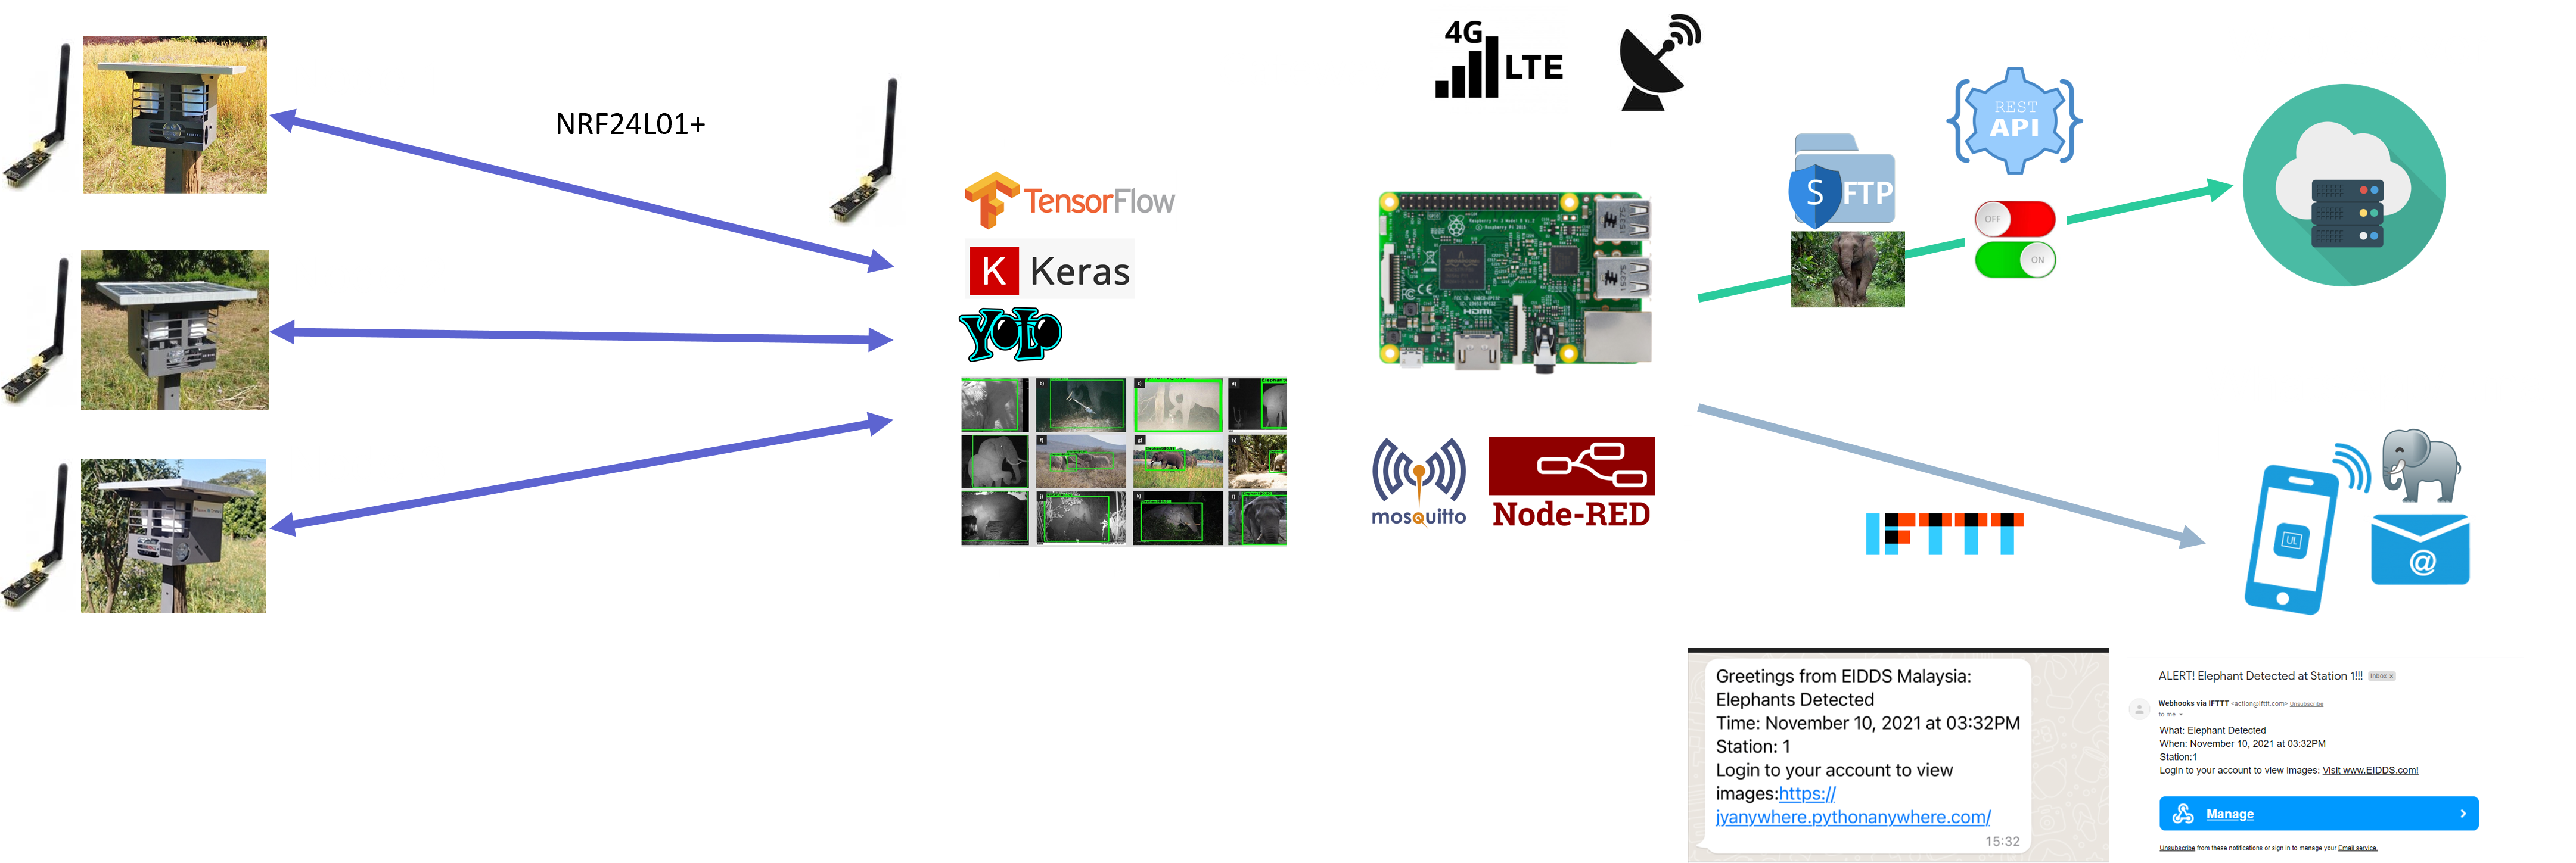 NRF24L01+
TensorFlow
K Keras
YOLO
4G
LTE
HDMI
mosquitto
Node-RED
S FTP
REST
API
OFF
ON
IFTTT
UL
@
Greetings from EIDDS Malaysia:
Elephants Detected
Time: November 10, 2021 at 03:32PM
Station: 1
Login to your account to view
images:https://
jyanywhere.pythonanywhere.com/
15:32
ALERT! Elephant Detected at Station 1!!! Inbox x
Webhooks via IFTTT <action@ifttt.com> Unsubscribe
to me
What: Elephant Detected
When: November 10, 2021 at 03:32PM
Station:1
Login to your account to view images: Visit www.EIDDS.com!
Manage
Unsubscribe from these notifications or sign in to manage your Email service.